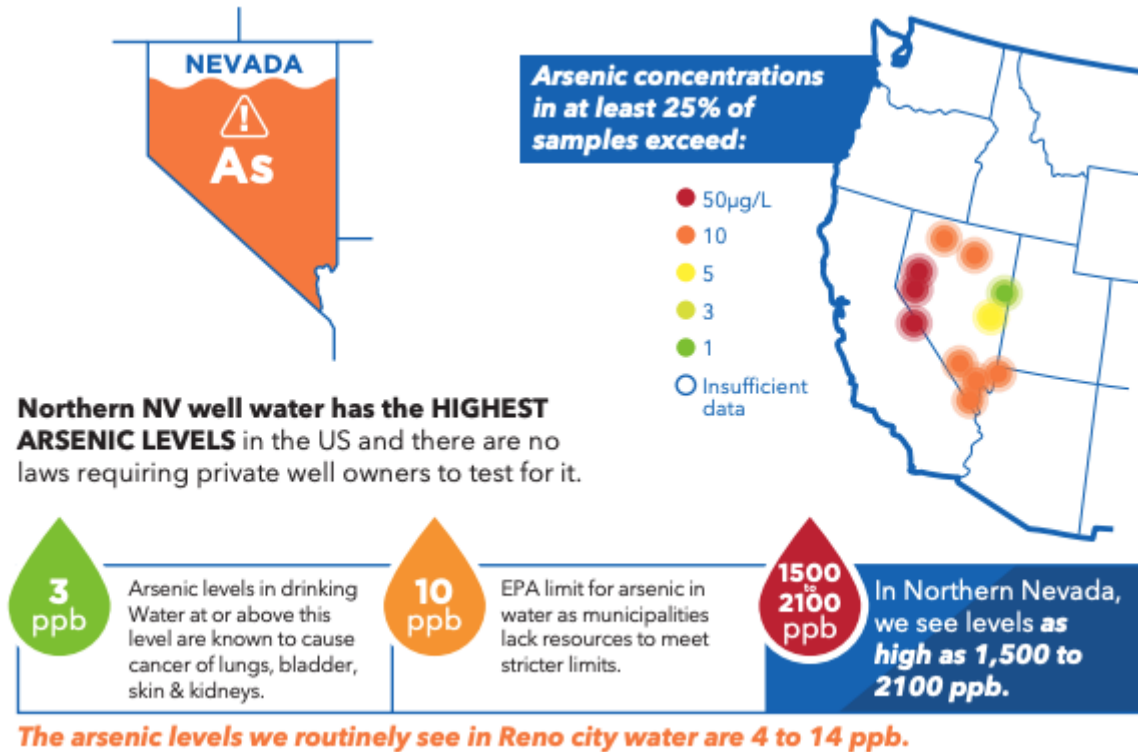 NEVADA
As
Arsenic concentrations
in at least 25% of
samples exceed:
50µg/L
10
5
3
1
Insufficient
data
Northern NV well water has the HIGHEST
ARSENIC LEVELS in the US and there are no
laws requiring private well owners to test for it.
3
ppb
Arsenic levels in drinking
Water at or above this
level are known to cause
cancer of lungs, bladder,
skin & kidneys.
10
ppb
EPA limit for arsenic in
water as municipalities
lack resources to meet
stricter limits.
1500
to
2100
ppb
In Northern Nevada,
we see levels as
high as 1,500 to
2100 ppb.
The arsenic levels we routinely see in Reno city water are 4 to 14 ppb.